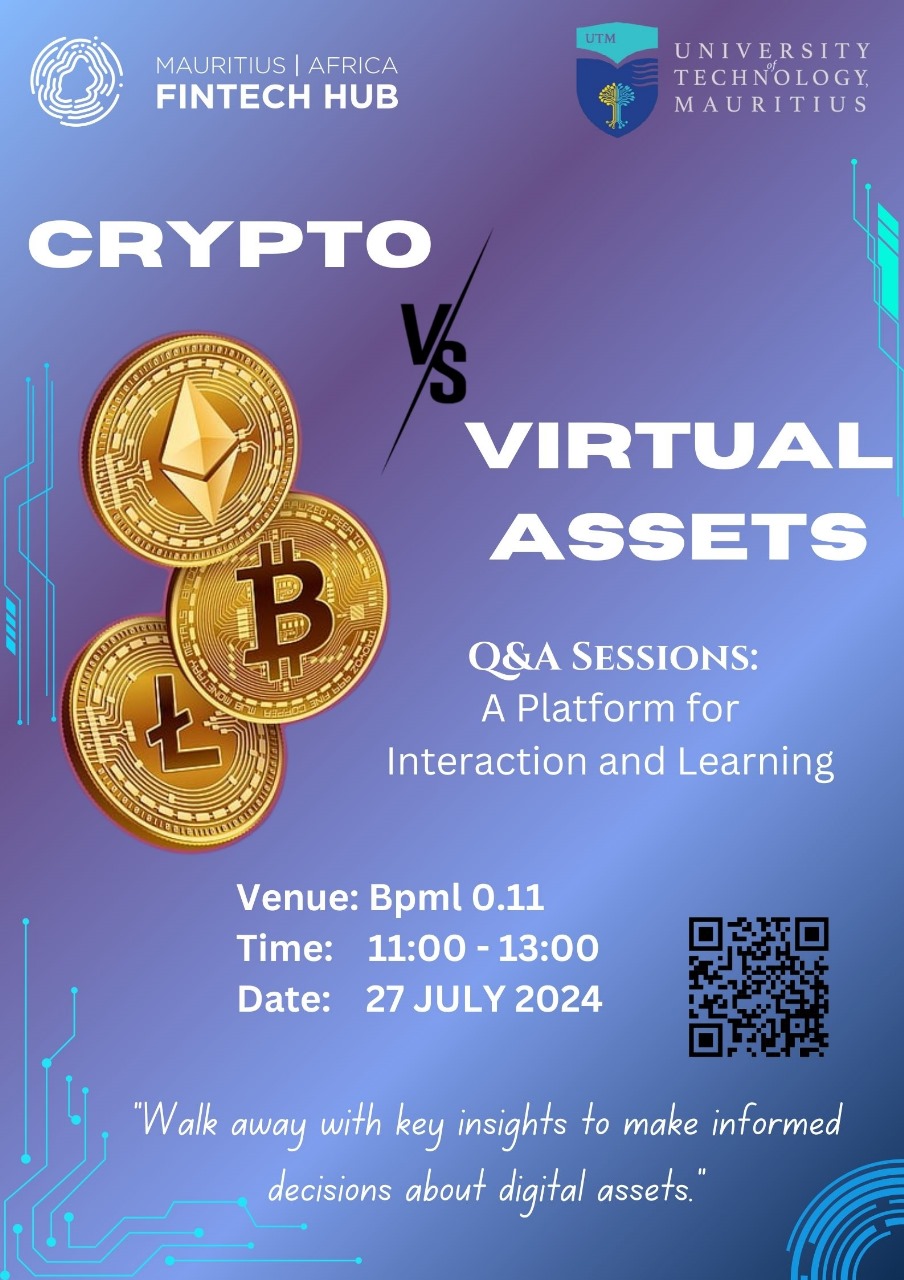 MAURITIUS | AFRICA
FINTECH HUB
UTM
UNIVERSITY
of
TECHNOLOGY,
MAURITIUS
CRYPTO
VS
VIRTUAL
ASSETS
Q&A Sessions:
A Platform for
Interaction and Learning
Venue: Bpml 0.11
Time: 11:00 - 13:00
Date: 27 JULY 2024
"Walk away with key insights to make informed
decisions about digital assets."